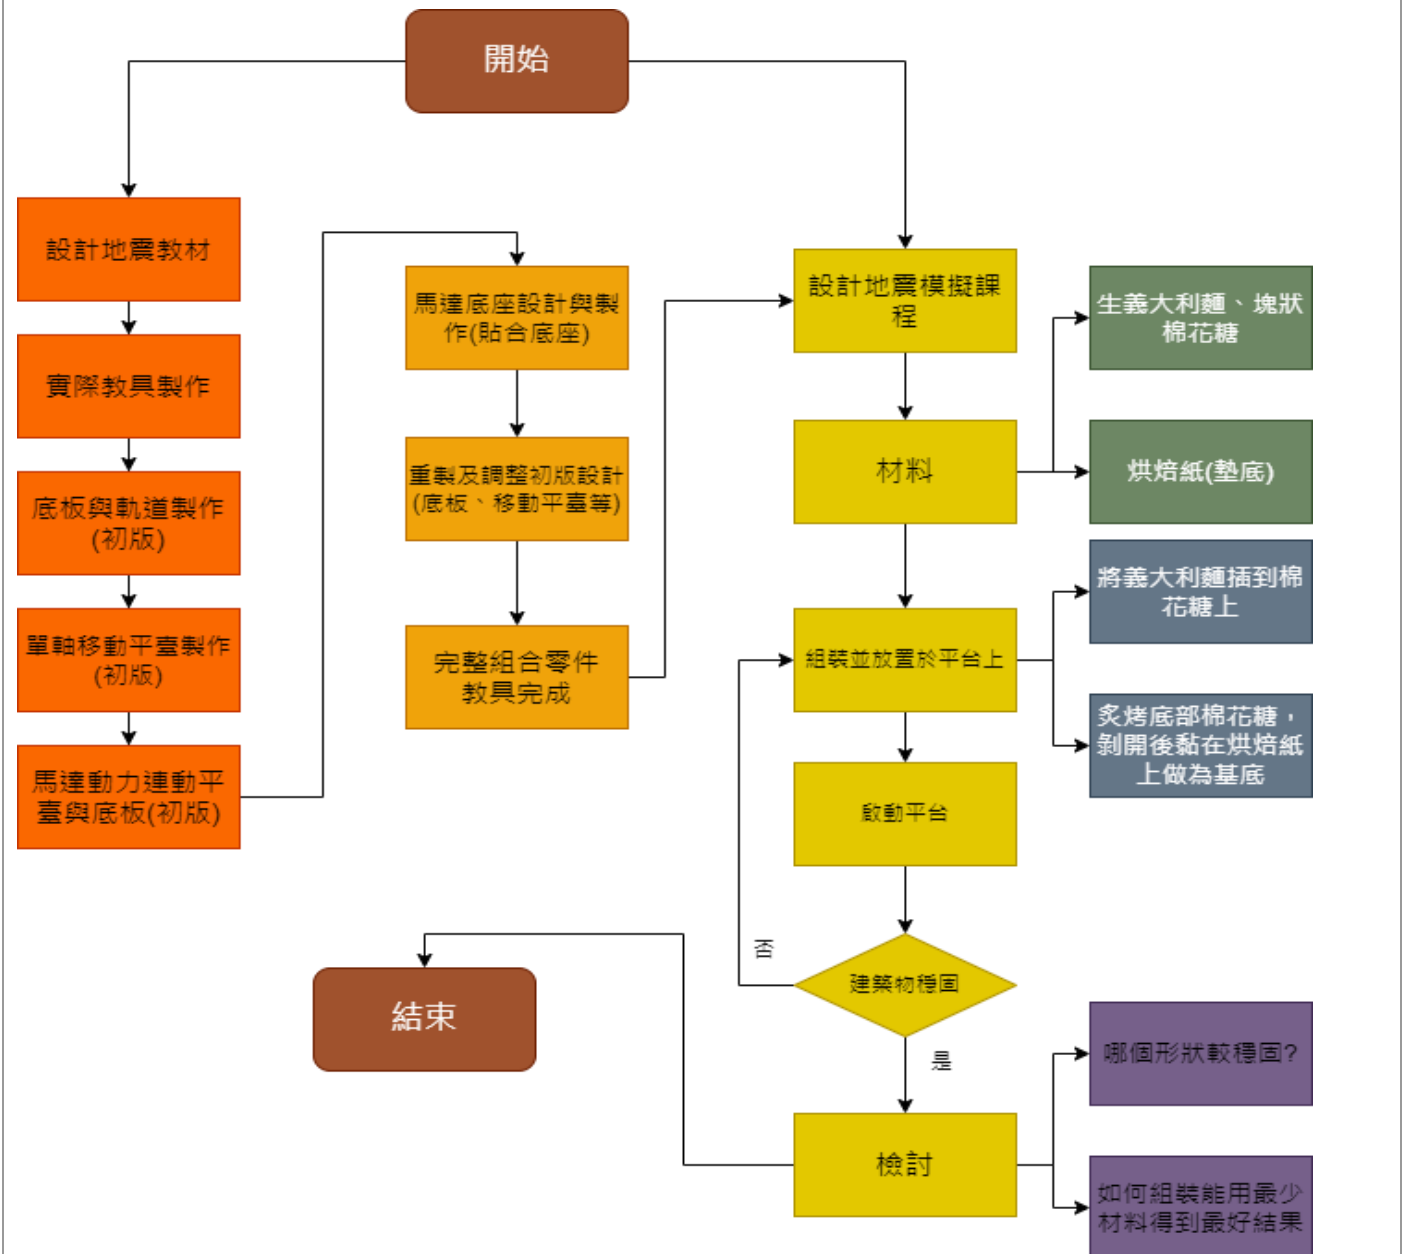 開始
設計地震教材
實際教具製作
底板與軌道製作
(初版)
單軸移動平臺製作
(初版)
馬達動力連動平
臺與底板(初版)
馬達底座設計與製
作(貼合底座)
重製及調整初版設計
(底板、移動平臺等)
完整組合零件
教具完成
設計地震模擬課
程
材料
生義大利麵、塊狀
棉花糖
烘焙紙(墊底)
組裝並放置於平台上
將義大利麵插到棉
花糖上
炙烤底部棉花糖，
剝開後黏在烘焙紙
上做為基底
啟動平台
建築物穩固
否
是
檢討
哪個形狀較穩固?
如何組裝能用最少
材料得到最好結果
結束